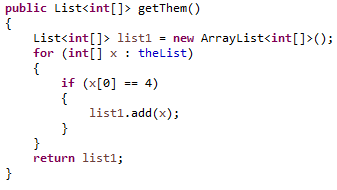 public List<int[]> getThem()
{
    List<int[]> list1 = new ArrayList<int[]>();
    for (int[] x : theList)
    {
        if (x[0] == 4)
        {
            list1.add(x);
        }
    }
    return list1;
}